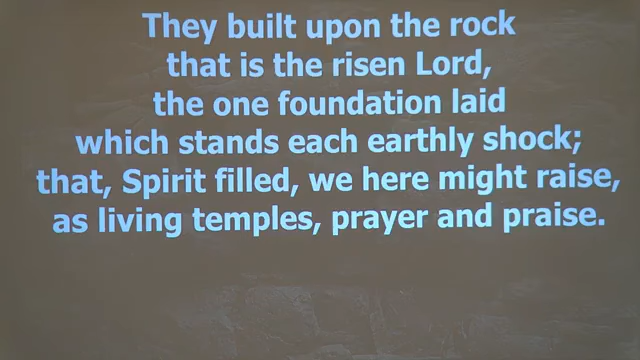 They built upon the rock
that is the risen Lord,
the one foundation laid
which stands each earthly shock;
that, Spirit filled, we here might raise,
as living temples, prayer and praise.